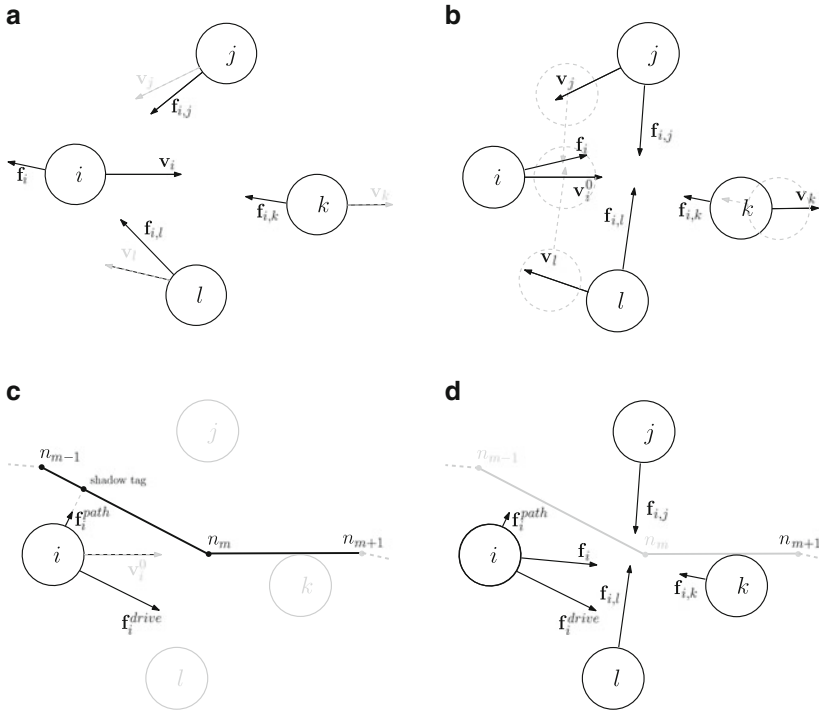 a
j
v_j
f_{i,j}
i
v_i
f_i
k
v_k
f_{i,k}
f_{i,l}
v_l
l
b
j
v_j
f_{i,j}
f_i
i
v_i^0
k
v_k
f_{i,k}
f_{i,l}
v_l
l
c
j
n_{m-1}
shadow tag
f_i^{path}
i
v_i^0
n_m
n_{m+1}
k
f_i^{drive}
l
d
j
n_{m-1}
f_{i,j}
f_i^{path}
i
f_i
n_m
n_{m+1}
k
f_{i,k}
f_{i,l}
f_i^{drive}
l